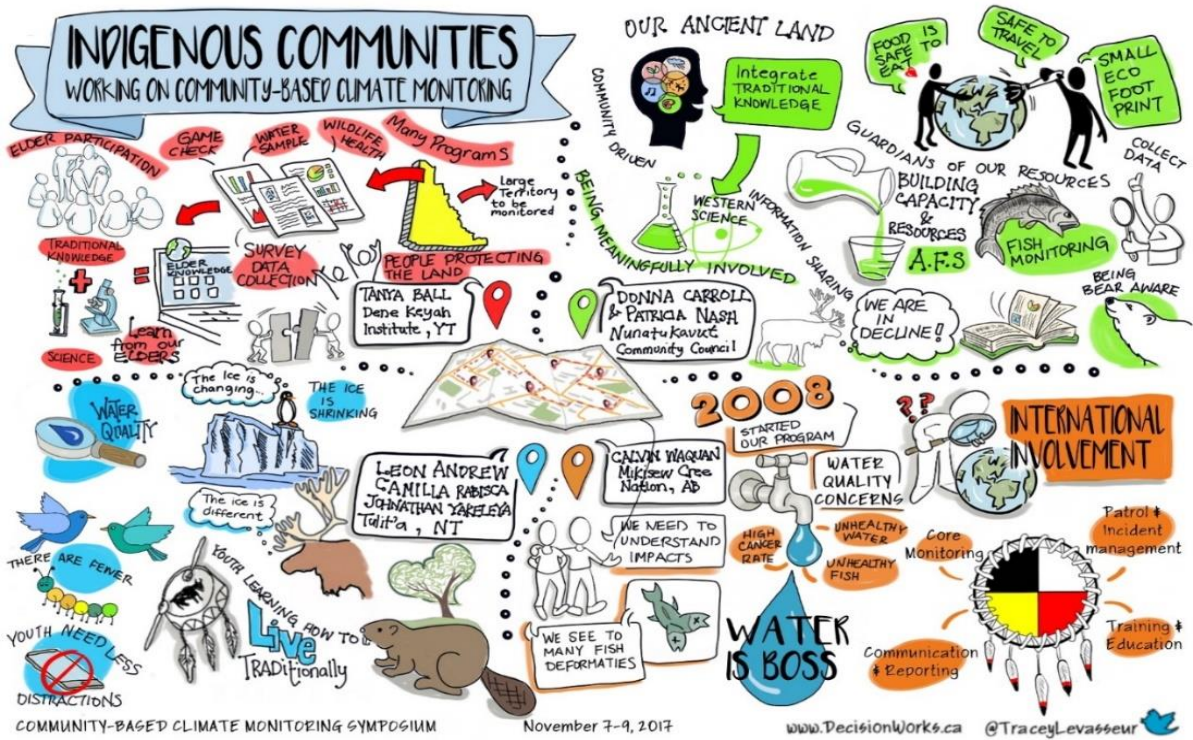 INDIGENOUS COMMUNITIES
WORKING ON COMMUNITY-BASED CLIMATE MONITORING
ELDER PARTICIPATION
GAME
CHECK
WATER
SAMPLE
WILDLIFE
HEALTH
Many Programs
Large
Territory
to be
monitored
TRADITIONAL
KNOWLEDGE
ELDER
KNOWLEDGE
SURVEY
DATA
COLLECTION
PEOPLE PROTECTING
THE LAND
Learn
from our
ELDERS
SCIENCE
TANYA BALL
Dene Keyah
Institute, YT
OUR ANCIENT LAND
COMMUNITY DRIVEN
Integrate
TRADITIONAL
KNOWLEDGE
WESTERN
SCIENCE
BEING MEANINGFULLY INVOLVED
INFORMATION SHARING
DONNA CARROLL
& PATRICIA NASH
Nunatukavut
Community Council
FOOD IS
SAFE TO
EAT
SAFE TO
TRAVEL
SMALL
ECO
FOOT
PRINT
GUARDIANS OF OUR RESOURCES
BUILDING
CAPACITY
&
RESOURCES
A.F.S
FISH
MONITORING
COLLECT
DATA
WE ARE
IN
DECLINE!
BEING
BEAR AWARE
WATER
QUALITY
The Ice is
changing...
THE ICE
IS
SHRINKING
The ice is
different
THERE ARE FEWER
YOUTH NEED LESS
DISTRACTIONS
YOUTH LEARNING HOW TO
Live
TRADitionally
LEON ANDREW
CAMILLA RABISCA
JOHNATHAN YAKELEYA
Tulit'a, NT
CALVIN WAQUAN
Mikisew Cree
Nation, AB
2008
STARTED
OUR PROGRAM
WATER
QUALITY
CONCERNS
WE NEED TO
UNDERSTAND
IMPACTS
HIGH
CANCER
RATE
UNHEALTHY
WATER
UNHEALTHY
FISH
WE SEE TO
MANY FISH
DEFORMATIES
WATER
IS BOSS
??
INTERNATIONAL
INVOLVEMENT
Core
Monitoring
Patrol &
Incident
management
Communication
& Reporting
Training &
Education
COMMUNITY-BASED CLIMATE MONITORING SYMPOSIUM
November 7-9, 2017
www.DecisionWorks.ca
@TraceyLevasseur